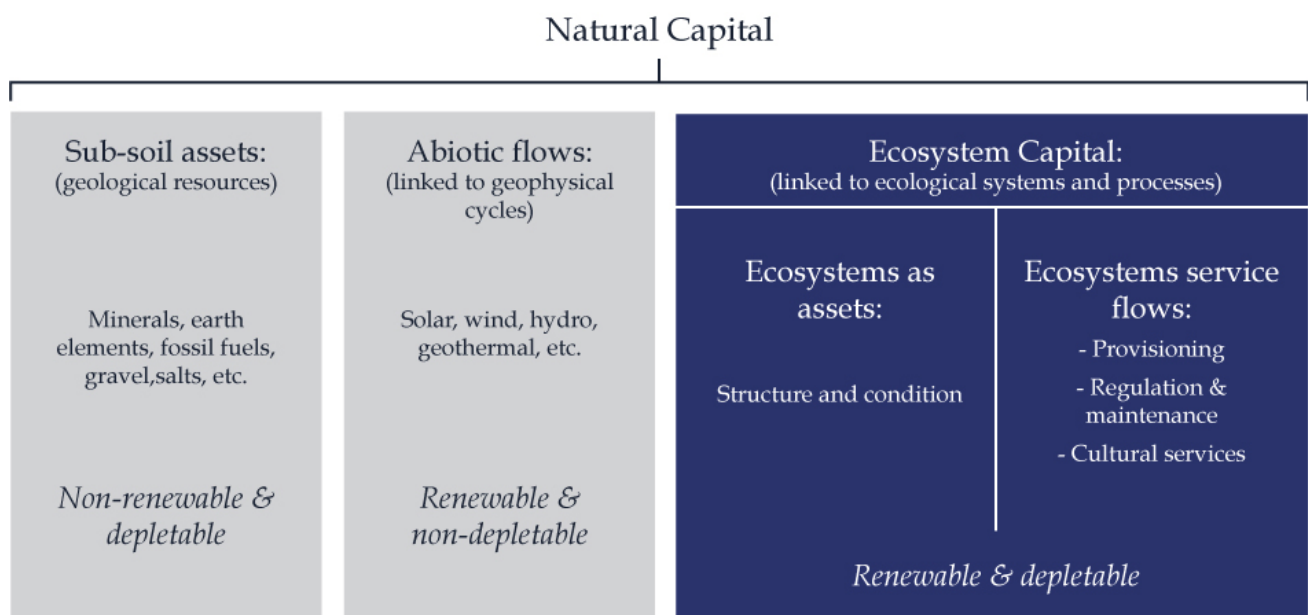 Natural Capital
Sub-soil assets:
(geological resources)
Minerals, earth
elements, fossil fuels,
gravel,salts, etc.
Non-renewable &
depletable
Abiotic flows:
(linked to geophysical
cycles)
Solar, wind, hydro,
geothermal, etc.
Renewable &
non-depletable
Ecosystem Capital:
(linked to ecological systems and processes)
Ecosystems as
assets:
Structure and condition
Ecosystems service
flows:
- Provisioning
- Regulation &
maintenance
- Cultural services
Renewable & depletable